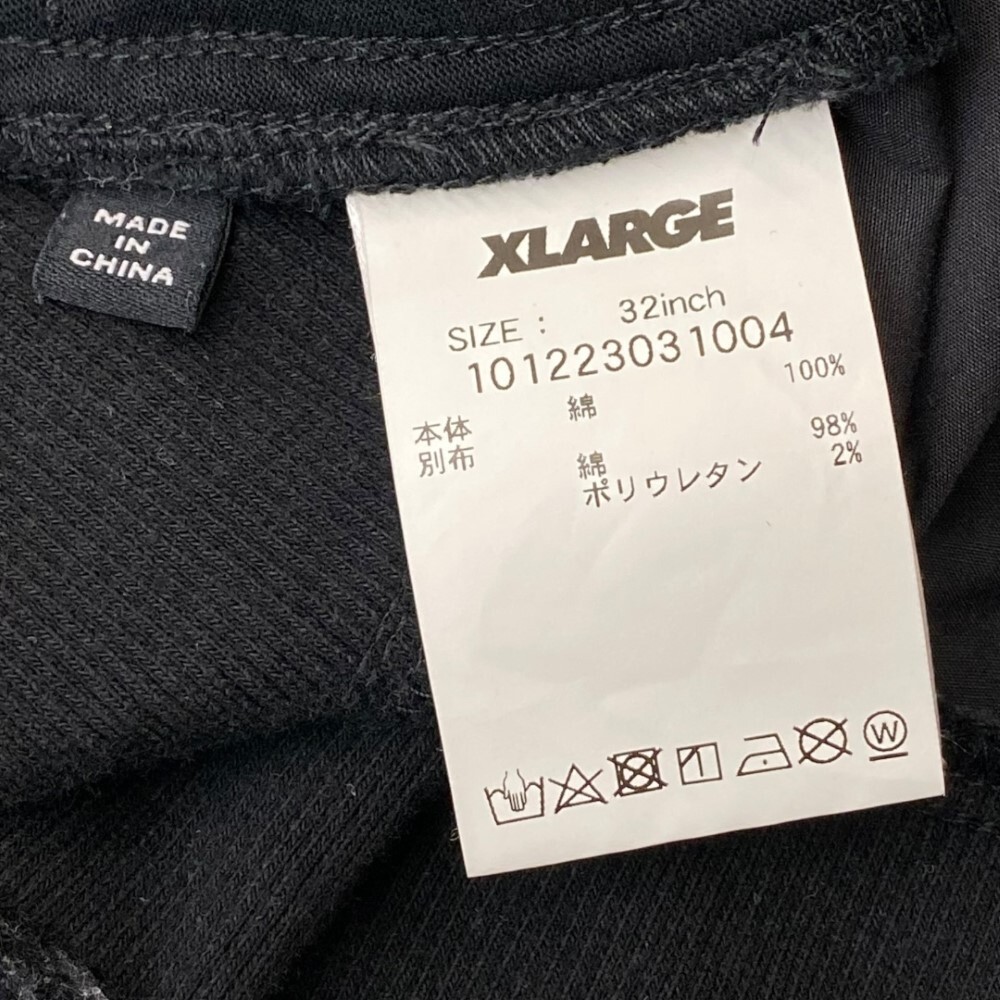 MADE
IN
CHINA
XLARGE
SIZE : 32inch
101223031004
本体 綿 100%
別布 綿 98%
ポリウレタン 2%
W